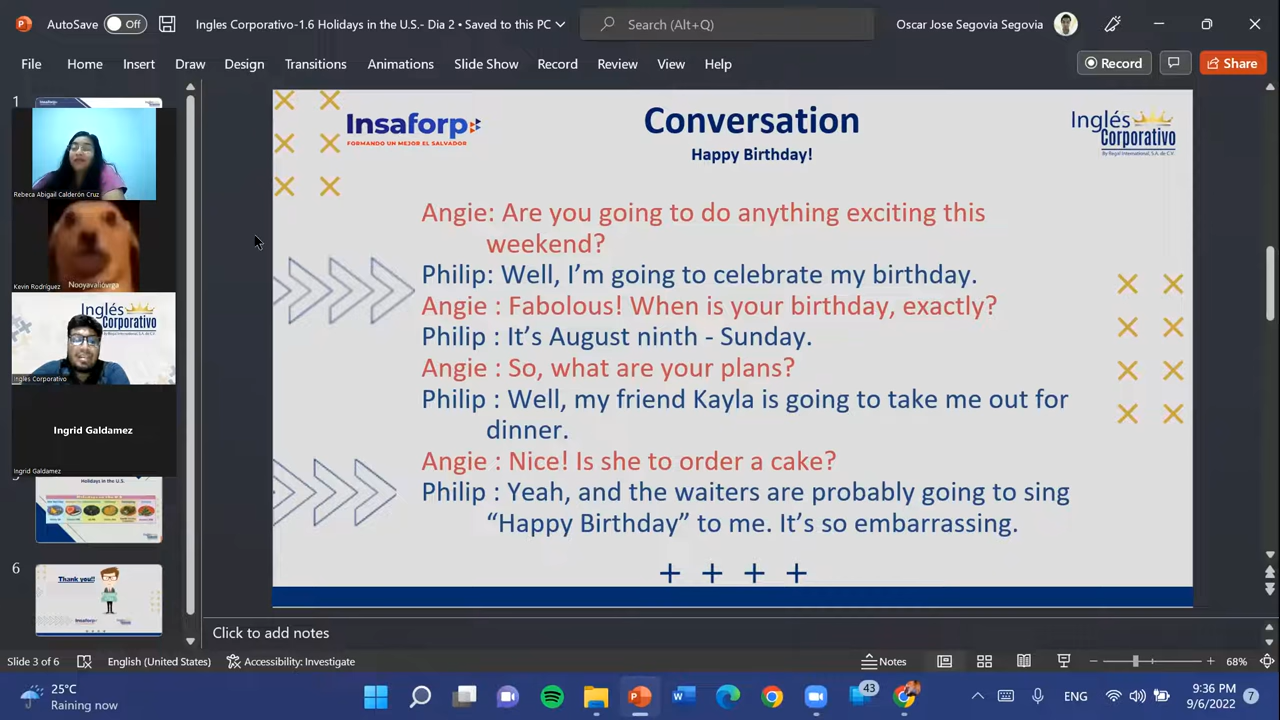 AutoSave Off Ingles Corporativo-1.6 Holidays in the U.S.- Dia 2 • Saved to this PC Search (Alt+Q) Oscar Jose Segovia Segovia
File Home Insert Draw Design Transitions Animations Slide Show Record Review View Help Record Share
1
Rebeca Abigail Calderón Cruz
Nooyavalióvirga
Kevin Rodríguez
Inglés
Corporativo
Ingles Corporativo
Ingrid Galdamez
Ingrid Galdamez
Holidays in the U.S.
6
Thank you!!
Insaforp
FORMANDO UN MEJOR EL SALVADOR
Conversation
Happy Birthday!
Inglés
Corporativo
By Regal International, S.A. de C.V.
Angie: Are you going to do anything exciting this
weekend?
Philip: Well, I'm going to celebrate my birthday.
Angie : Fabolous! When is your birthday, exactly?
Philip : It's August ninth - Sunday.
Angie : So, what are your plans?
Philip : Well, my friend Kayla is going to take me out for
dinner.
Angie : Nice! Is she to order a cake?
Philip : Yeah, and the waiters are probably going to sing
“Happy Birthday” to me. It's so embarrassing.
Click to add notes
Slide 3 of 6 English (United States) Accessibility: Investigate Notes 68%
25°C
Raining now
43
ENG
9:36 PM
9/6/2022
7